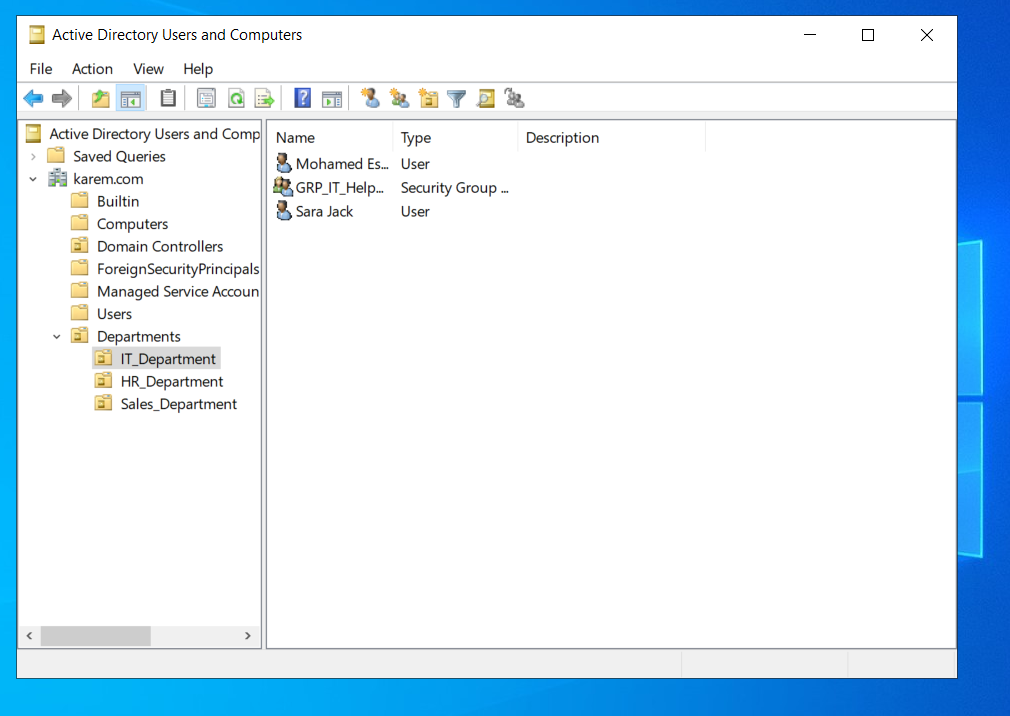 Active Directory Users and Computers
File Action View Help
Active Directory Users and Comp
Saved Queries
karem.com
Builtin
Computers
Domain Controllers
ForeignSecurityPrincipals
Managed Service Accoun
Users
Departments
IT_Department
HR_Department
Sales_Department
Name Type Description
Mohamed Es... User
GRP_IT_Help... Security Group ...
Sara Jack User